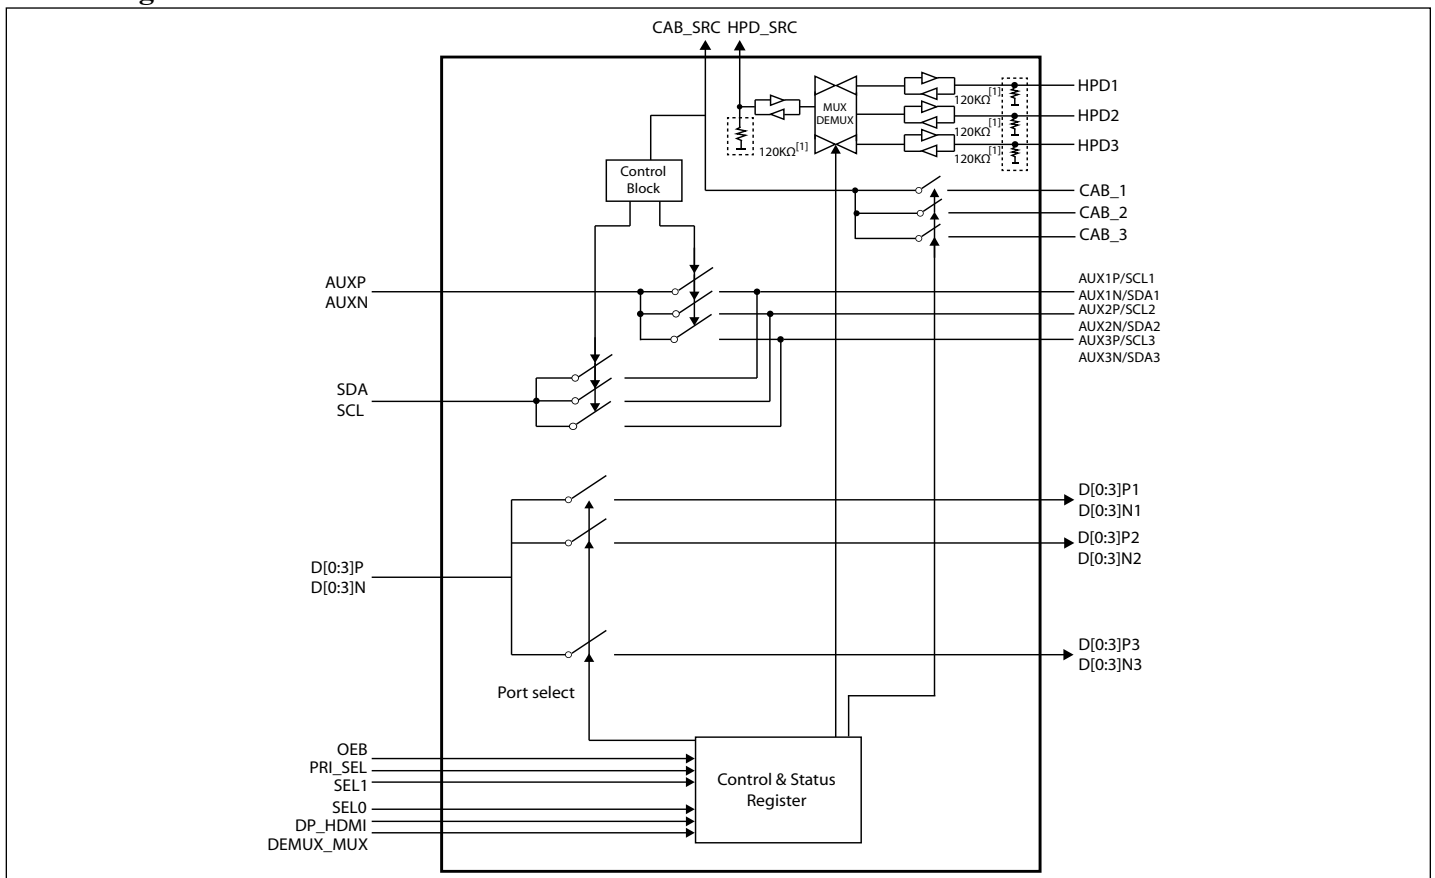 CAB_SRC HPD_SRC
HPD1
120KΩ[1]
MUX
DEMUX
HPD2
120KΩ[1]
HPD3
120KΩ[1]
120KΩ[1]
Control
Block
CAB_1
CAB_2
CAB_3
AUXP
AUXN
AUX1P/SCL1
AUX1N/SDA1
AUX2P/SCL2
AUX2N/SDA2
AUX3P/SCL3
AUX3N/SDA3
SDA
SCL
D[0:3]P1
D[0:3]N1
D[0:3]P2
D[0:3]N2
D[0:3]P
D[0:3]N
D[0:3]P3
D[0:3]N3
Port select
OEB
PRI_SEL
SEL1
SEL0
DP_HDMI
DEMUX_MUX
Control & Status
Register